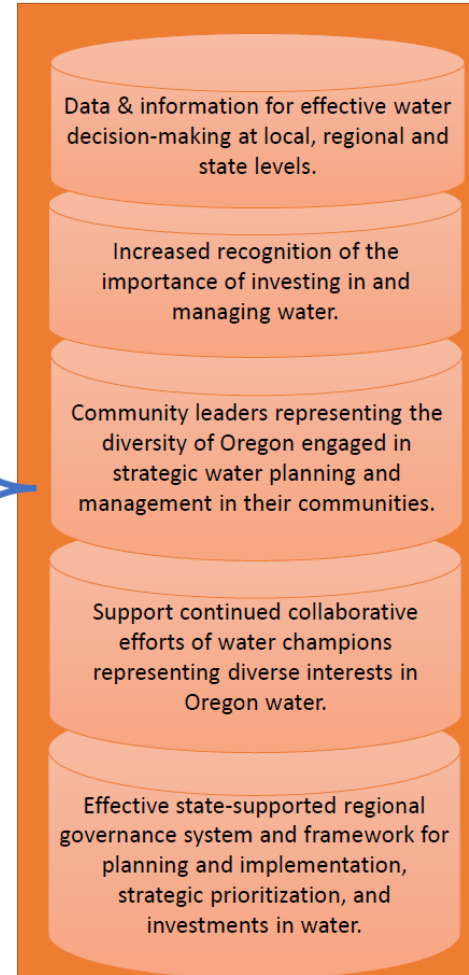 Data & information for effective water
decision-making at local, regional and
state levels.
Increased recognition of the
importance of investing in and
managing water.
Community leaders representing the
diversity of Oregon engaged in
strategic water planning and
management in their communities.
Support continued collaborative
efforts of water champions
representing diverse interests in
Oregon water.
Effective state-supported regional
governance system and framework for
planning and implementation,
strategic prioritization, and
investments in water.